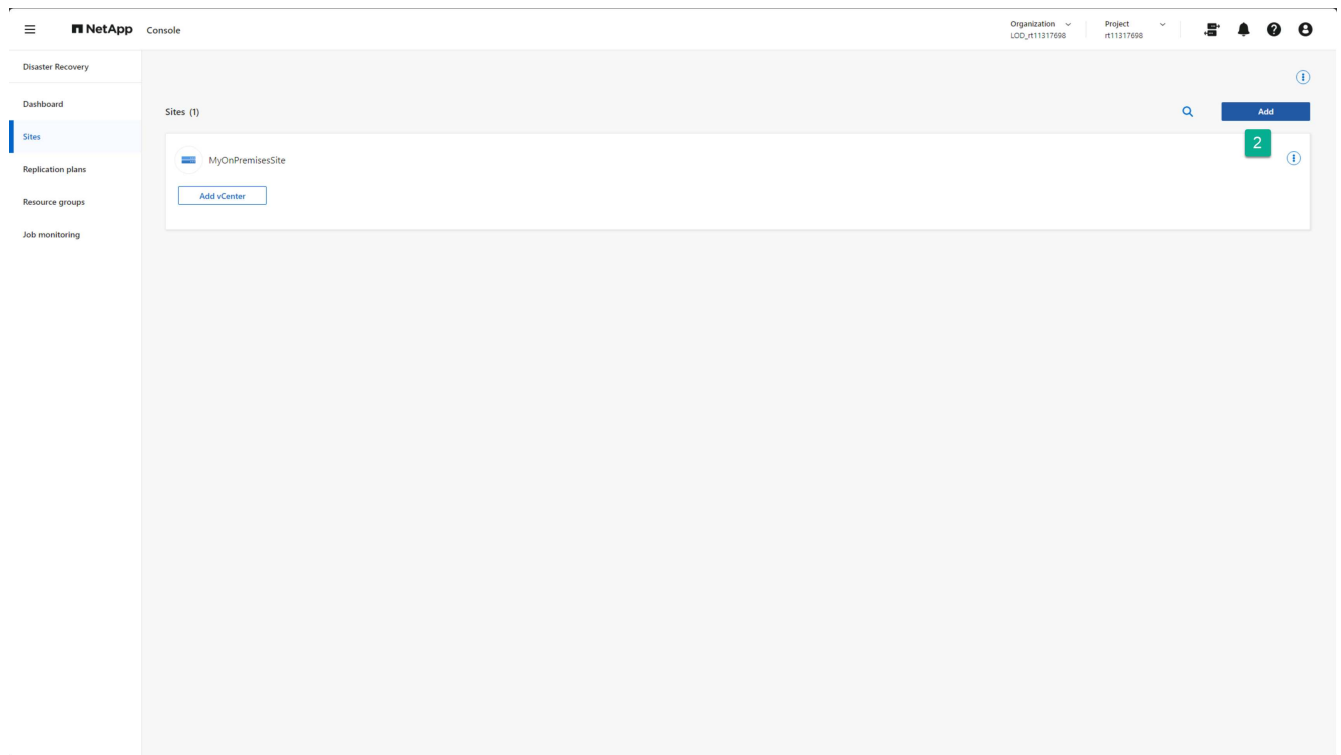 NetApp Console
Organization
LOD_rt11317698
Project
rt11317698
Disaster Recovery
Dashboard
Sites
Replication plans
Resource groups
Job monitoring
Sites (1)
Add
2
MyOnPremisesSite
Add vCenter